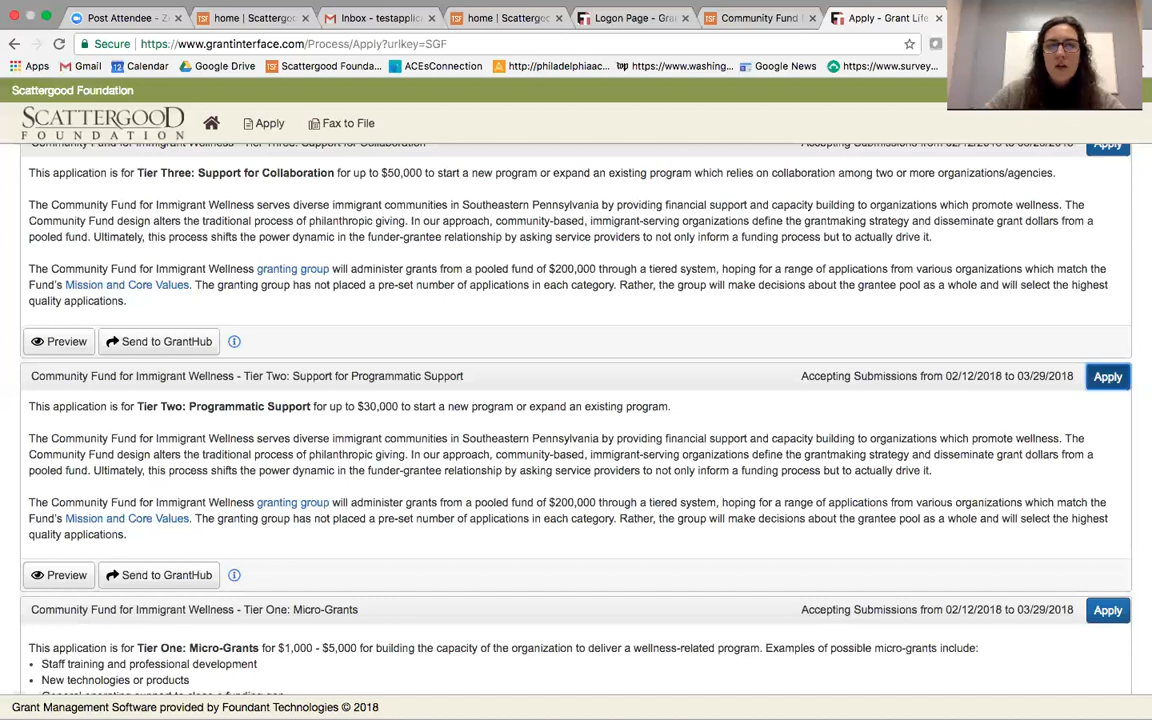 Post Attendee - Z
home | Scattergo
Inbox - testapplic
home | Scatterg
Logon Page - Gra
Community Fund
Apply - Grant Life
Secure | https://www.grantinterface.com/Process/Apply?urlkey=SGF
Apps Gmail Calendar Google Drive Scattergood Founda... ACEsConnection http://philadelphiaac... https://www.washing... Google News https://www.survey...
Scattergood Foundation
SCATTERGOOD
FOUNDATION
Apply
Fax to File
Community Fund for Immigrant Wellness - Tier Three: Support for Collaboration Accepting Submissions from 02/12/2018 to 03/29/2018 Apply
This application is for Tier Three: Support for Collaboration for up to $50,000 to start a new program or expand an existing program which relies on collaboration among two or more organizations/agencies.
The Community Fund for Immigrant Wellness serves diverse immigrant communities in Southeastern Pennsylvania by providing financial support and capacity building to organizations which promote wellness. The
Community Fund design alters the traditional process of philanthropic giving. In our approach, community-based, immigrant-serving organizations define the grantmaking strategy and disseminate grant dollars from a
pooled fund. Ultimately, this process shifts the power dynamic in the funder-grantee relationship by asking service providers to not only inform a funding process but to actually drive it.
The Community Fund for Immigrant Wellness granting group will administer grants from a pooled fund of $200,000 through a tiered system, hoping for a range of applications from various organizations which match the
Fund's Mission and Core Values. The granting group has not placed a pre-set number of applications in each category. Rather, the group will make decisions about the grantee pool as a whole and will select the highest
quality applications.
Preview Send to GrantHub
Community Fund for Immigrant Wellness - Tier Two: Support for Programmatic Support Accepting Submissions from 02/12/2018 to 03/29/2018 Apply
This application is for Tier Two: Programmatic Support for up to $30,000 to start a new program or expand an existing program.
The Community Fund for Immigrant Wellness serves diverse immigrant communities in Southeastern Pennsylvania by providing financial support and capacity building to organizations which promote wellness. The
Community Fund design alters the traditional process of philanthropic giving. In our approach, community-based, immigrant-serving organizations define the grantmaking strategy and disseminate grant dollars from a
pooled fund. Ultimately, this process shifts the power dynamic in the funder-grantee relationship by asking service providers to not only inform a funding process but to actually drive it.
The Community Fund for Immigrant Wellness granting group will administer grants from a pooled fund of $200,000 through a tiered system, hoping for a range of applications from various organizations which match the
Fund's Mission and Core Values. The granting group has not placed a pre-set number of applications in each category. Rather, the group will make decisions about the grantee pool as a whole and will select the highest
quality applications.
Preview Send to GrantHub
Community Fund for Immigrant Wellness - Tier One: Micro-Grants Accepting Submissions from 02/12/2018 to 03/29/2018 Apply
This application is for Tier One: Micro-Grants for $1,000 - $5,000 for building the capacity of the organization to deliver a wellness-related program. Examples of possible micro-grants include:
• Staff training and professional development
• New technologies or products
• General operating support to close a funding gap
Grant Management Software provided by Foundant Technologies © 2018